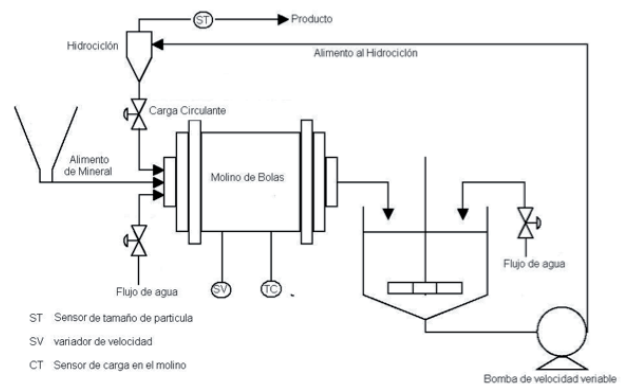 ST
Producto
Hidrociclón
Alimento al Hidrociclón
Carga Circulante
Alimento
de Mineral
Molino de Bolas
Flujo de agua
SV
TC
Flujo de agua
ST Sensor de tamaño de particula
SV variador de velocidad
CT Sensor de carga en el molino
Bomba de velocidad veriable